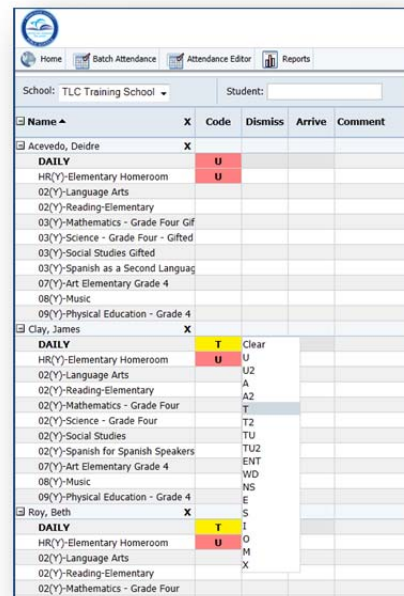 Home Batch Attendance Attendance Editor Reports
School: TLC Training School Student:
Name X Code Dismiss Arrive Comment
Acevedo, Deidre X
DAILY U
HR(Y)-Elementary Homeroom U
02(Y)-Language Arts
02(Y)-Reading-Elementary
03(Y)-Mathematics - Grade Four Gif
03(Y)-Science - Grade Four - Gifted
03(Y)-Social Studies Gifted
03(Y)-Spanish as a Second Languag
07(Y)-Art Elementary Grade 4
08(Y)-Music
09(Y)-Physical Education - Grade 4
Clay, James X
DAILY T Clear
HR(Y)-Elementary Homeroom U U
U2
02(Y)-Language Arts
A
02(Y)-Reading-Elementary
A2
02(Y)-Mathematics - Grade Four
T
02(Y)-Science - Grade Four
T2
02(Y)-Social Studies
TU
02(Y)-Spanish for Spanish Speakers
TU2
07(Y)-Art Elementary Grade 4
ENT
08(Y)-Music
WD
09(Y)-Physical Education - Grade 4
NS
E
Roy, Beth X
S
DAILY T I
HR(Y)-Elementary Homeroom U O
02(Y)-Language Arts
M
02(Y)-Reading-Elementary
X
02(Y)-Mathematics - Grade Four